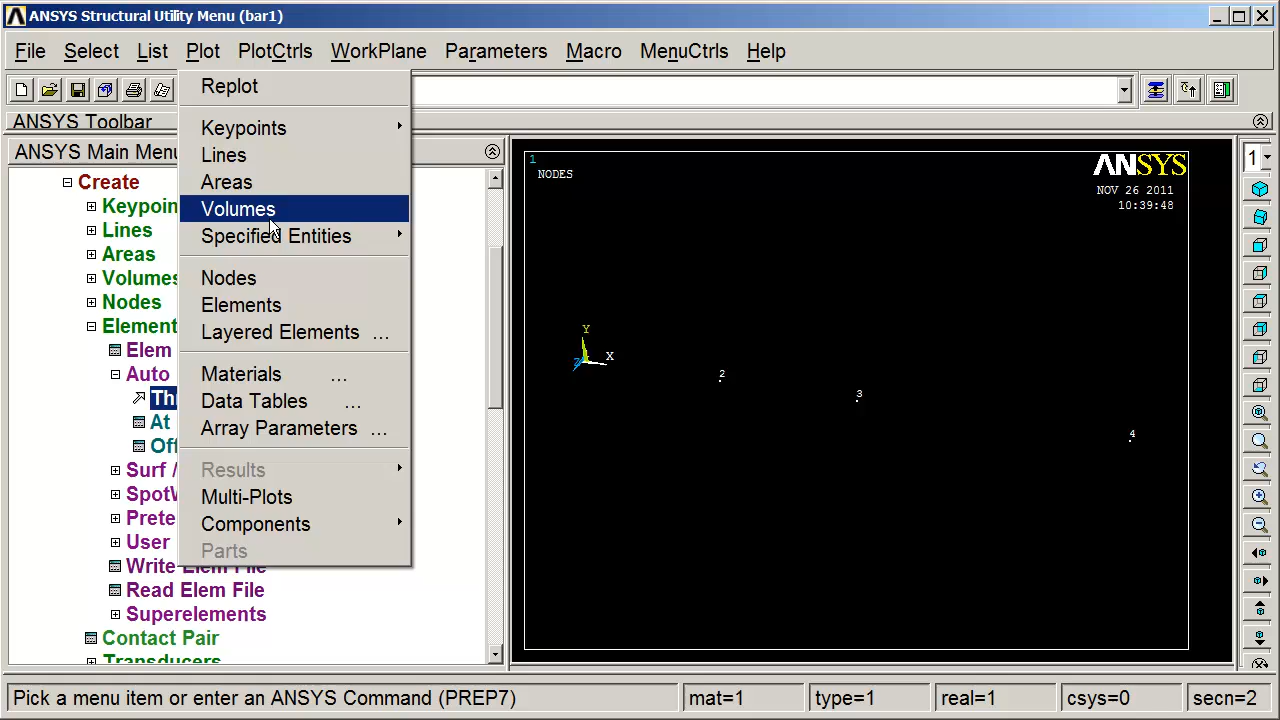 ANSYS Structural Utility Menu (bar1)
File Select List Plot PlotCtrls WorkPlane Parameters Macro MenuCtrls Help
ANSYS Toolbar
ANSYS Main Menu
Create
Keypoin
Lines
Areas
Volumes
Nodes
Element
Elem
Auto
Thr
At
Off
Surf /
SpotW
Prete
User
Write Elem File
Read Elem File
Superelements
Contact Pair
Transducers
Replot
Keypoints
Lines
Areas
Volumes
Specified Entities
Nodes
Elements
Layered Elements ...
Materials ...
Data Tables ...
Array Parameters ...
Results
Multi-Plots
Components
Parts
1
NODES
ANSYS
NOV 26 2011
10:39:48
Y
Z X
2
3
4
1
Pick a menu item or enter an ANSYS Command (PREP7) mat=1 type=1 real=1 csys=0 secn=2